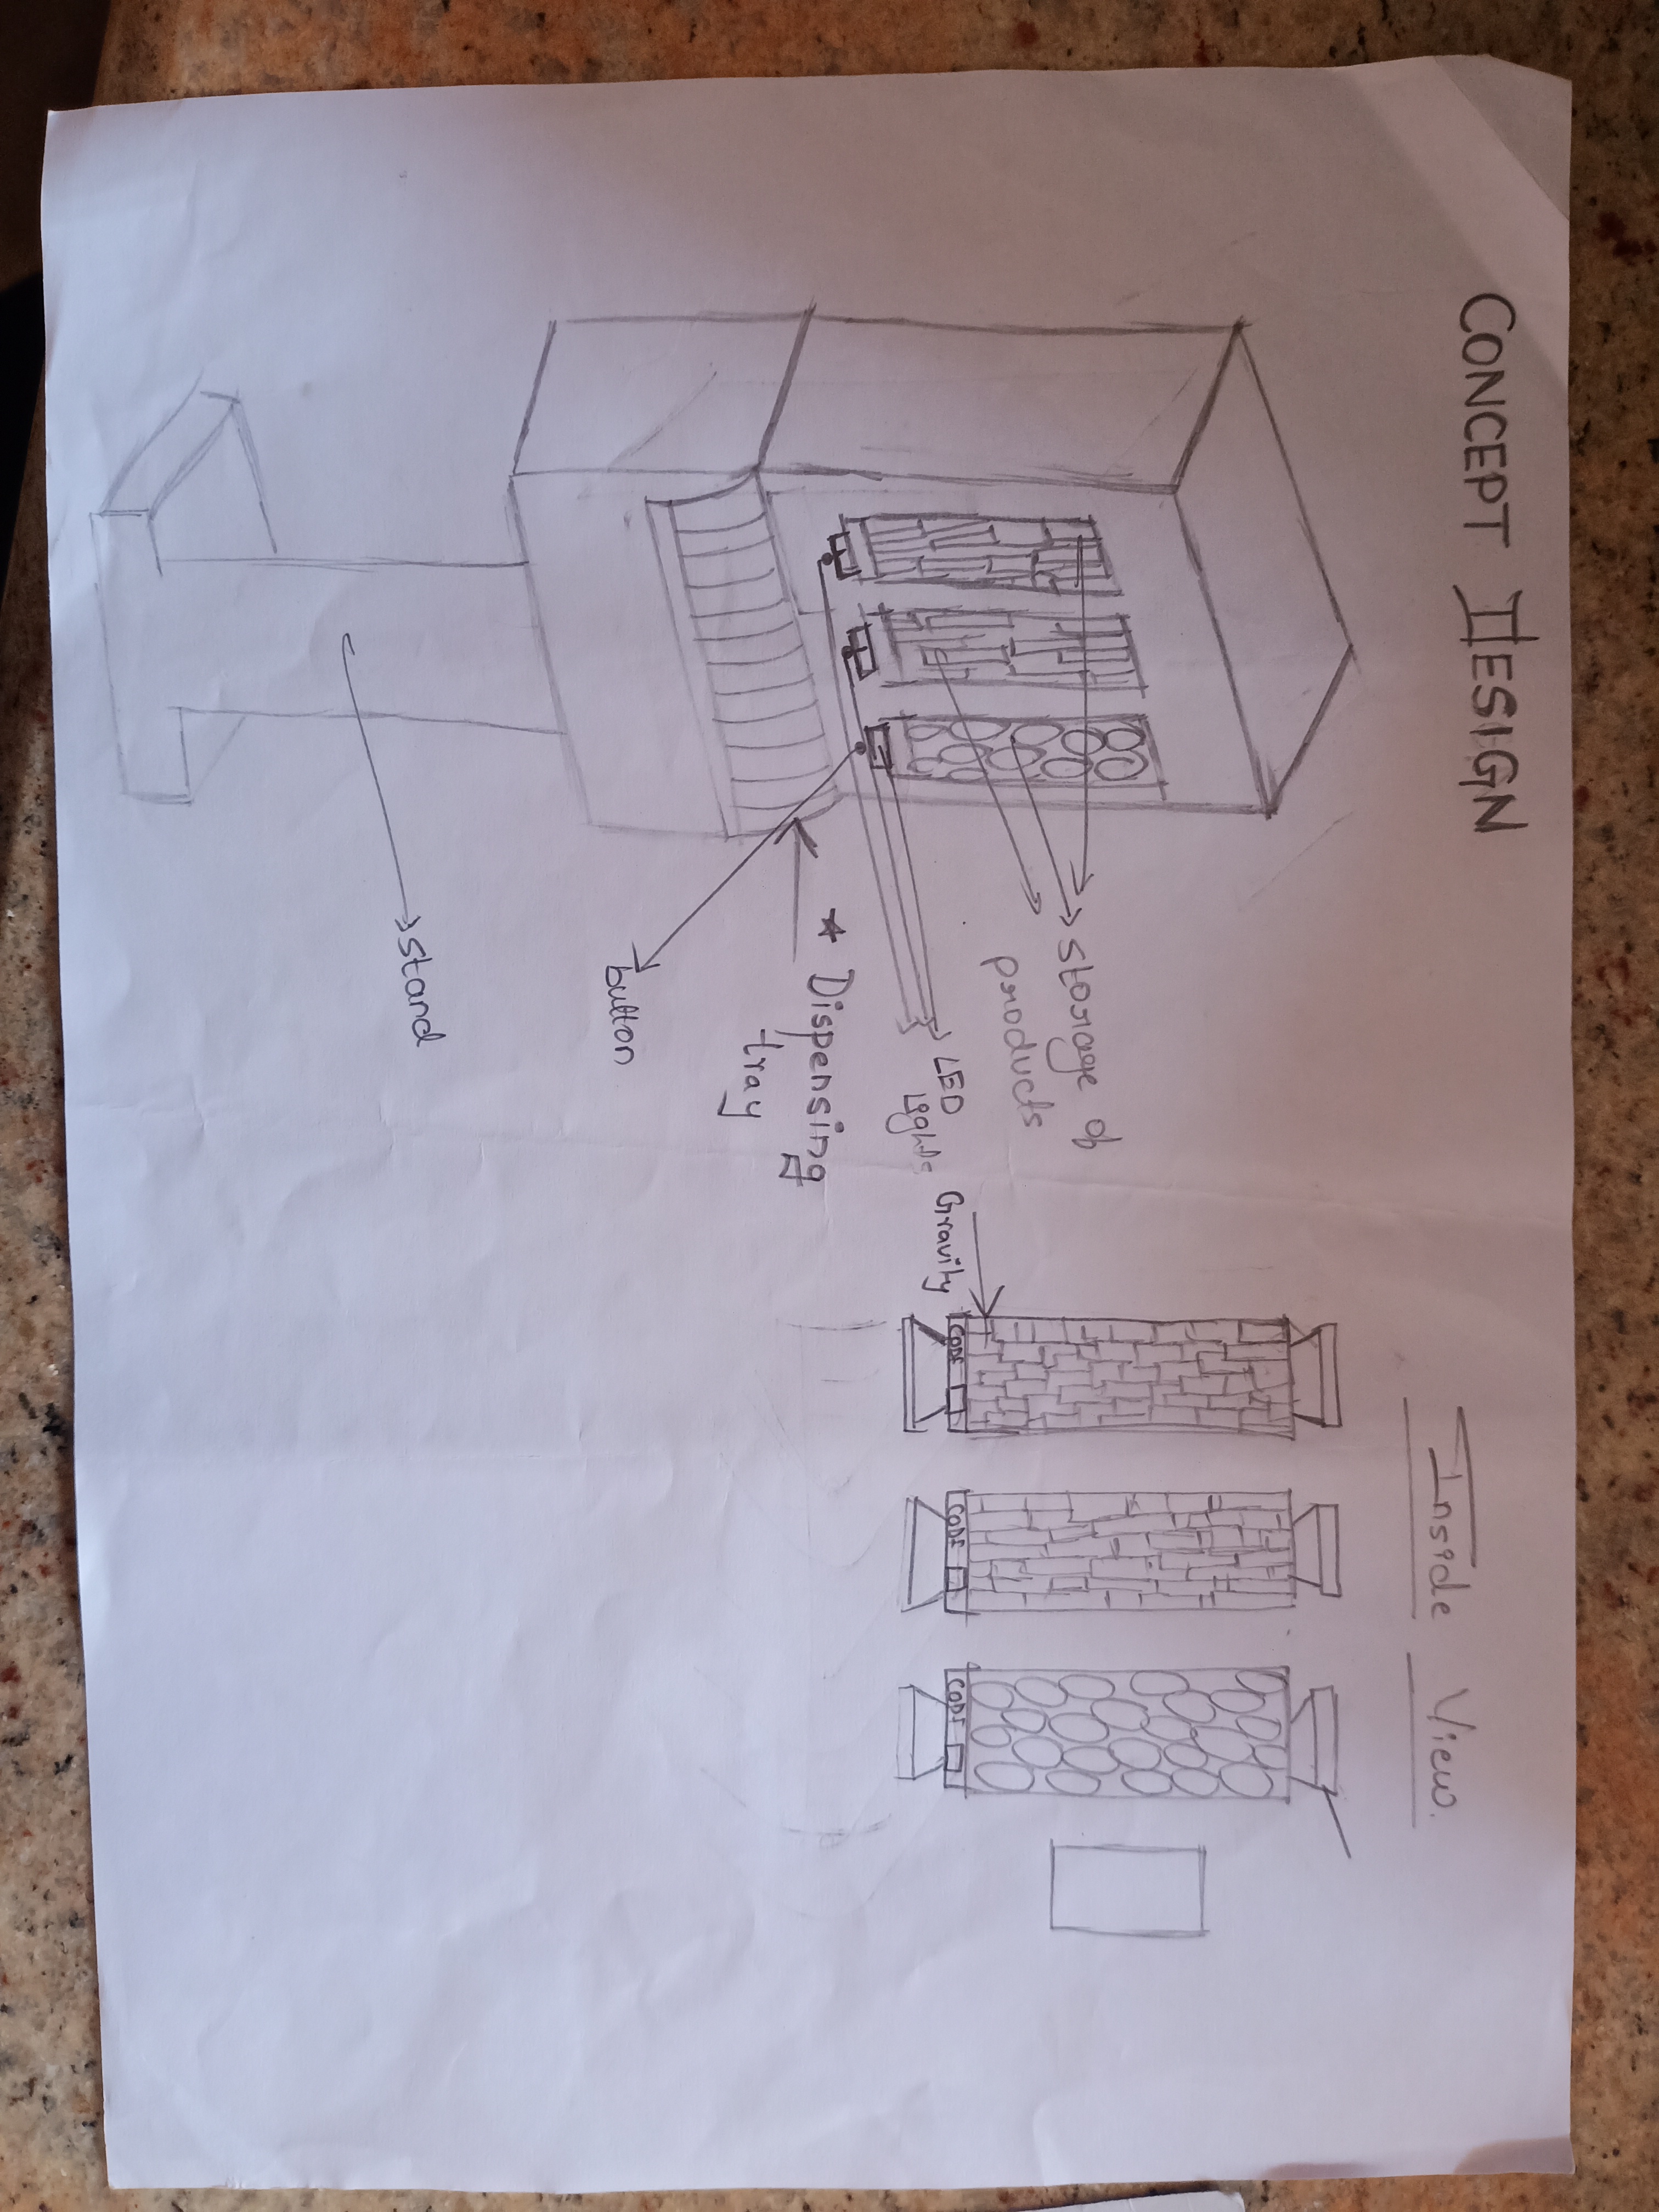 CONCEPT DESIGN
Inside View.
storage of
products
LED
Lights
★ Dispensing
tray
button
stand
Gravity
CODE
CODE
CODE